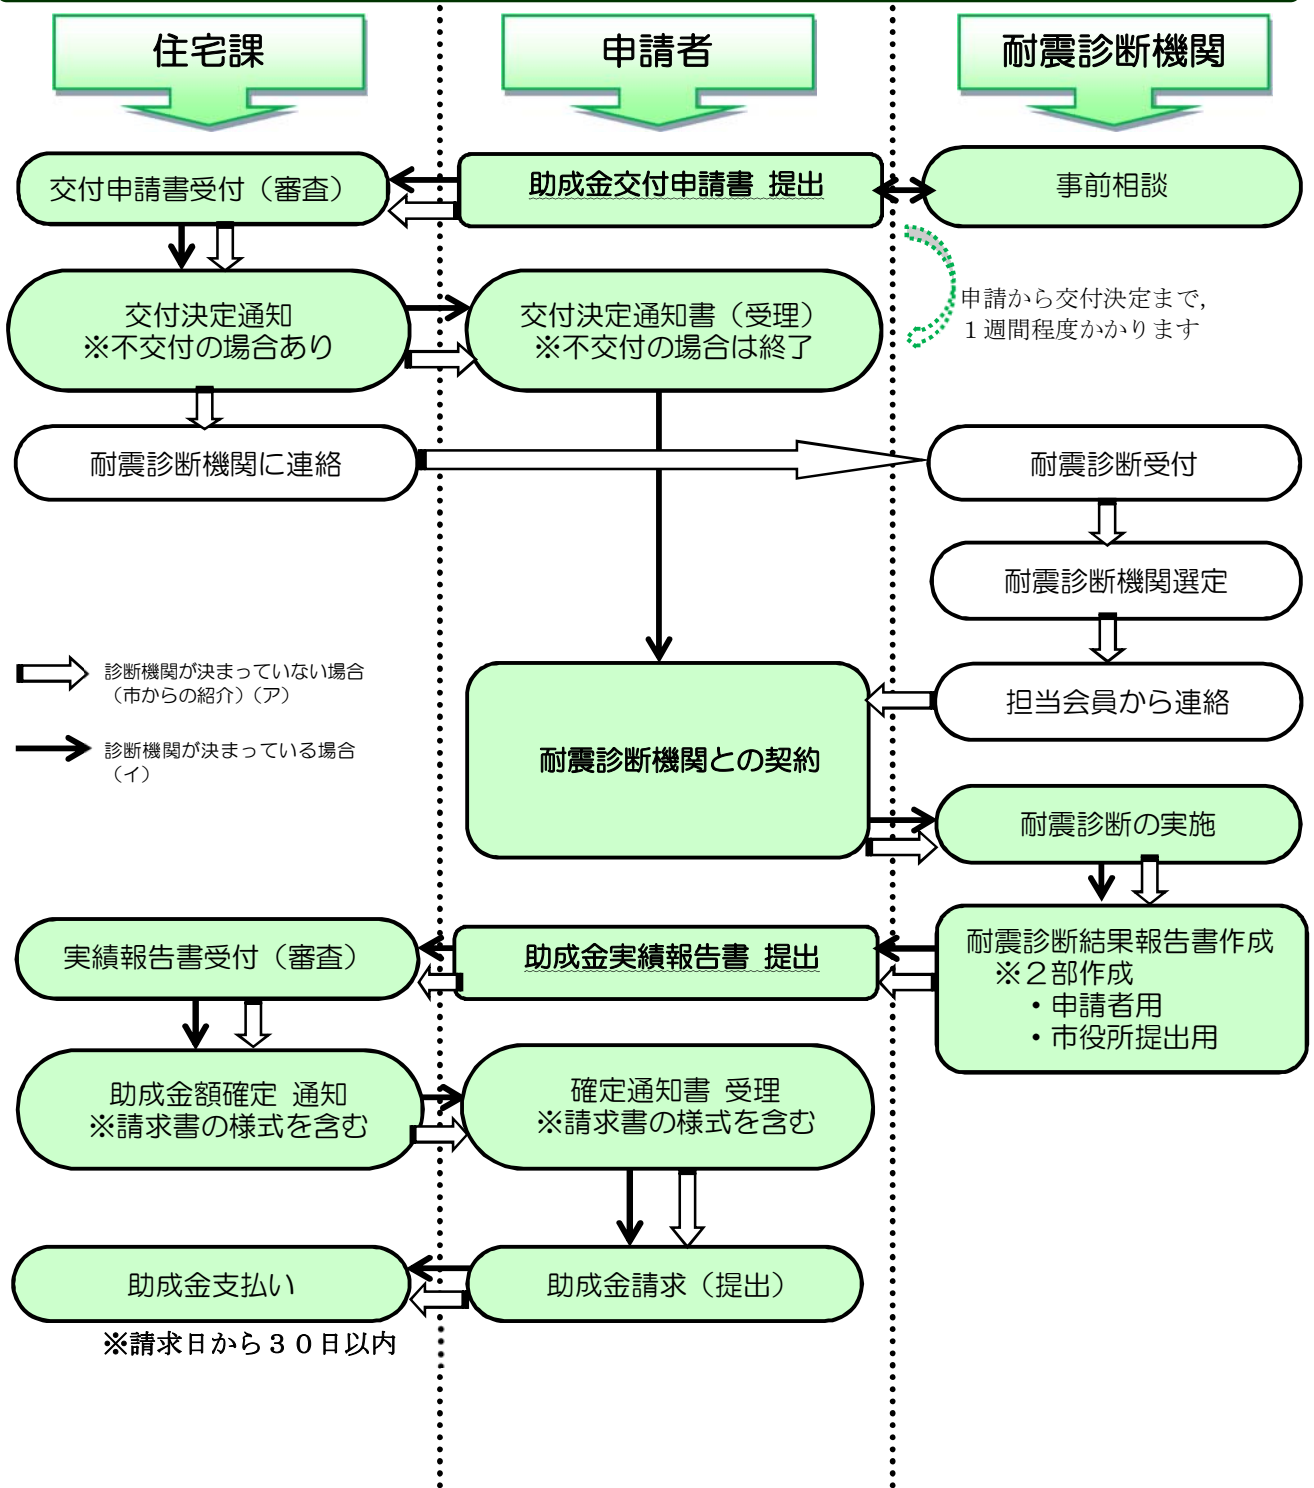 住宅課
申請者
耐震診断機関
交付申請書受付（審査）
助成金交付申請書 提出
事前相談
申請から交付決定まで，
１週間程度かかります
交付決定通知
※不交付の場合あり
交付決定通知書（受理）
※不交付の場合は終了
耐震診断機関に連絡
耐震診断受付
耐震診断機関選定
担当会員から連絡
診断機関が決まっていない場合
（市からの紹介）（ア）
診断機関が決まっている場合
（イ）
耐震診断機関との契約
耐震診断の実施
耐震診断結果報告書作成
※２部作成
・申請者用
・市役所提出用
助成金実績報告書 提出
実績報告書受付（審査）
助成金額確定 通知
※請求書の様式を含む
確定通知書 受理
※請求書の様式を含む
助成金請求（提出）
助成金支払い
※請求日から３０日以内